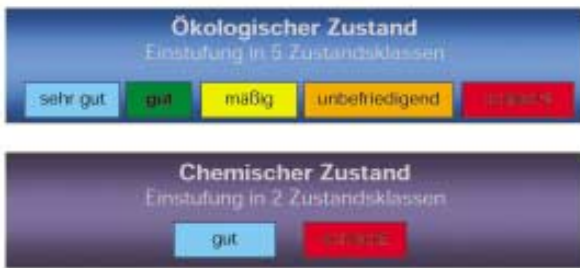 Ökologischer Zustand
Einstufung in 5 Zustandsklassen
sehr gut gut mäßig unbefriedigend
Chemischer Zustand
Einstufung in 2 Zustandsklassen
gut